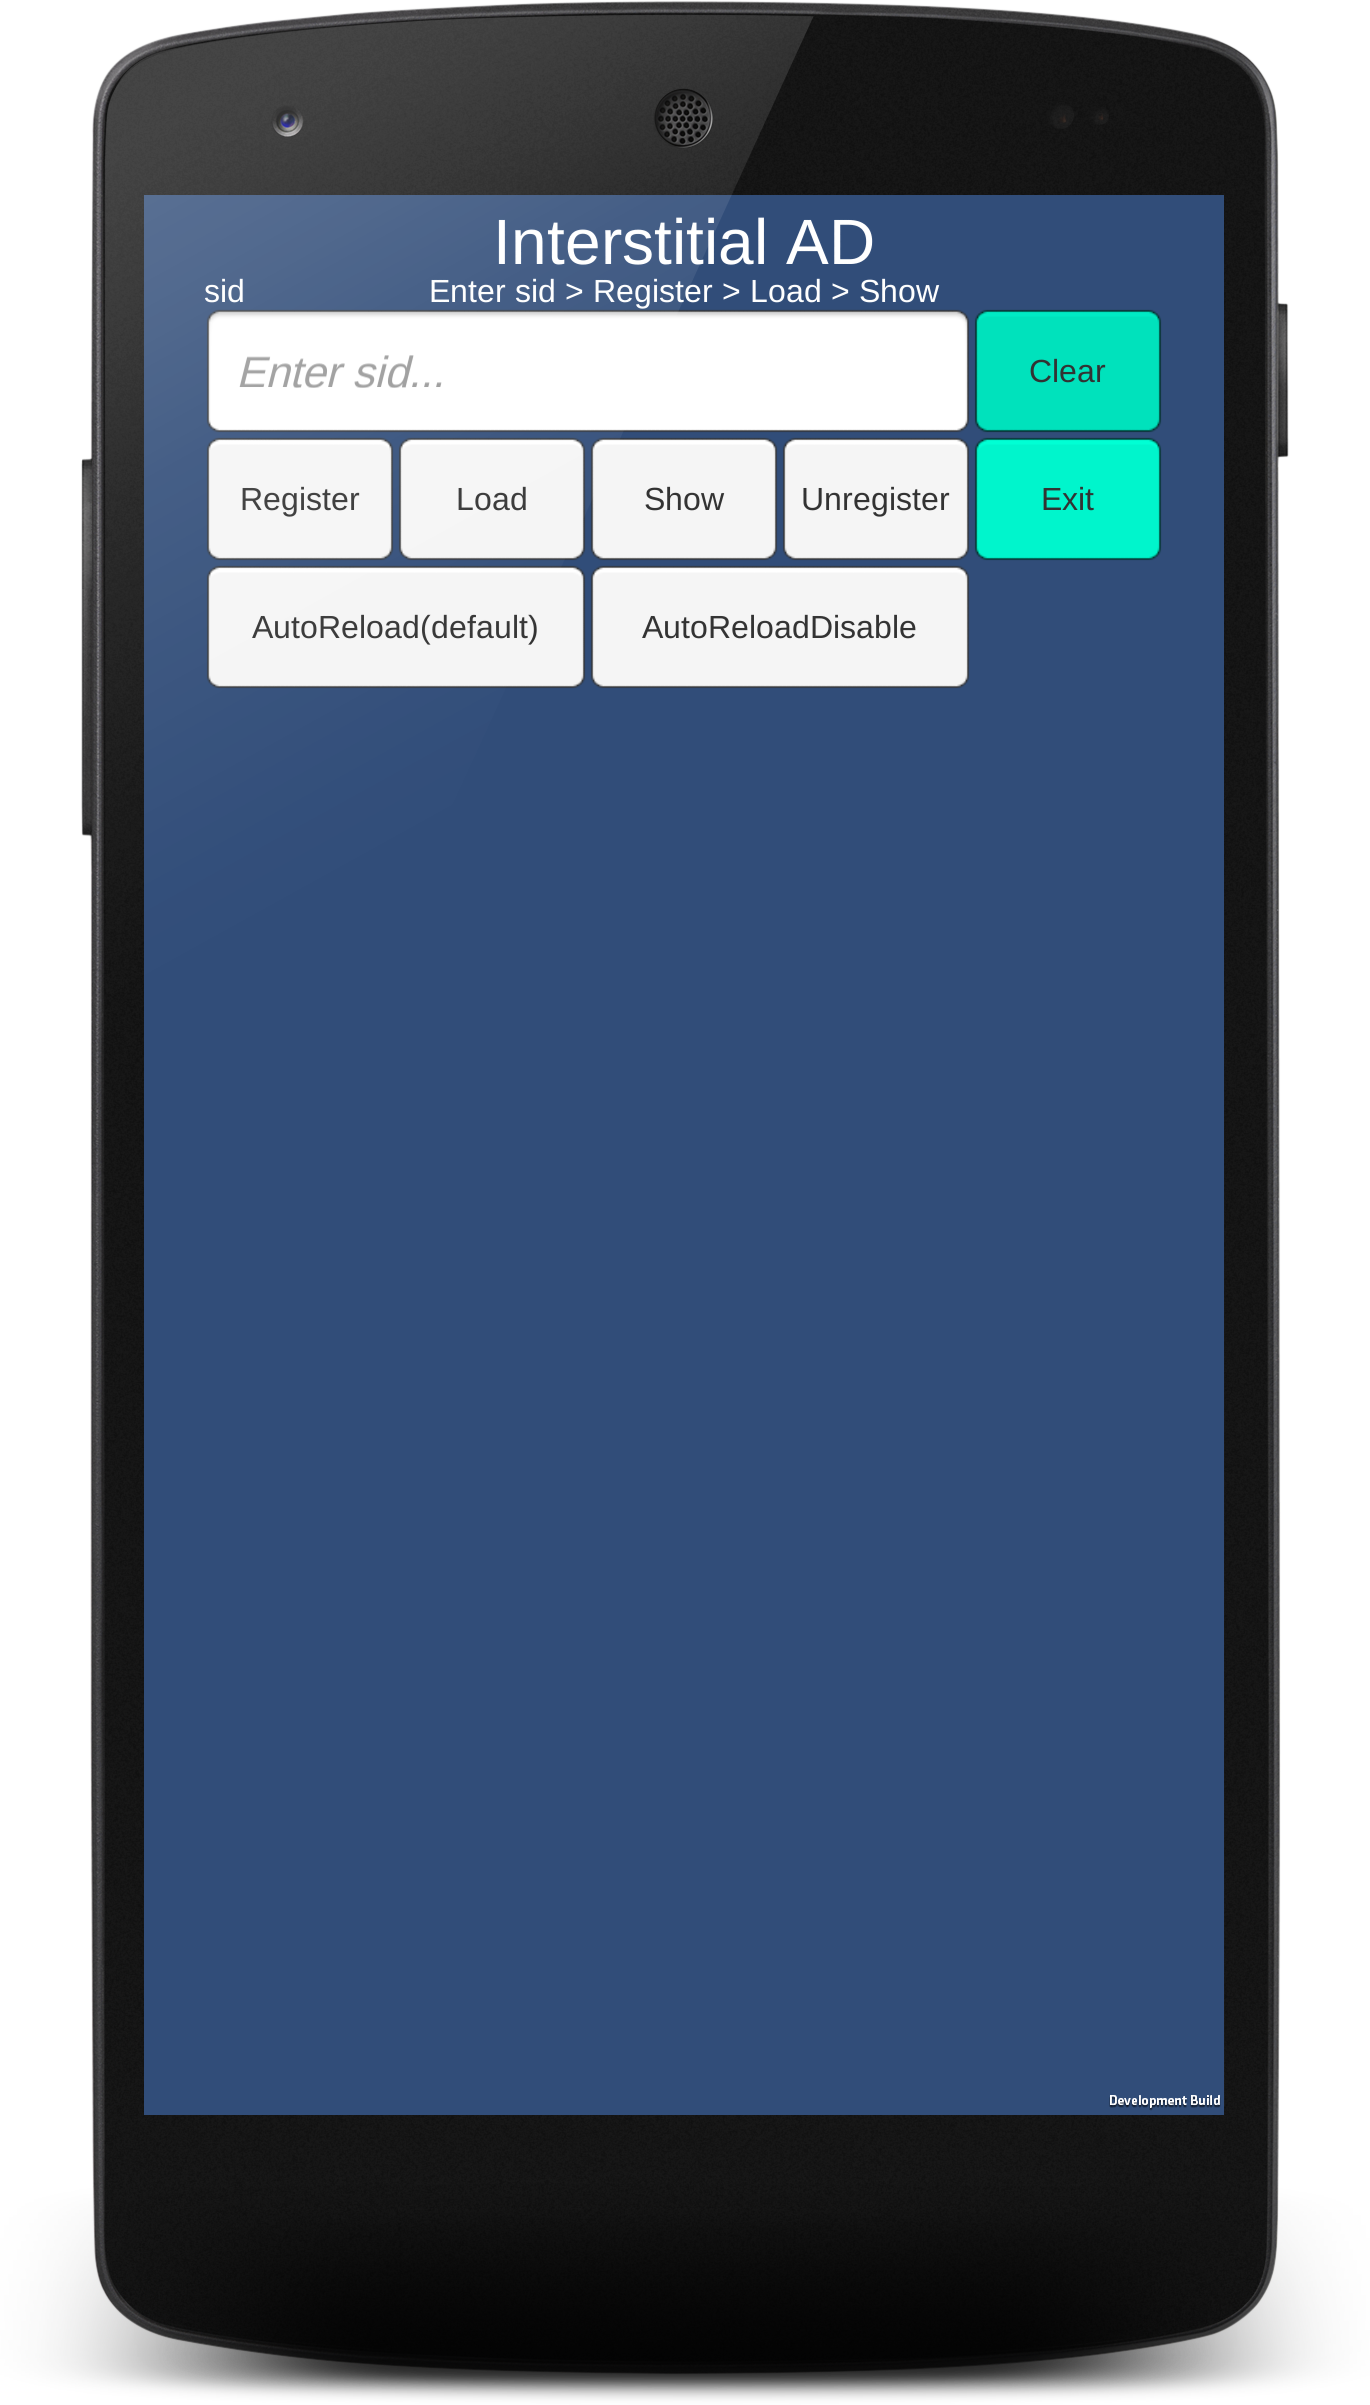 Interstitial AD
sid
Enter sid > Register > Load > Show
Enter sid...
Clear
Register
Load
Show
Unregister
Exit
AutoReload(default)
AutoReloadDisable
Development Build